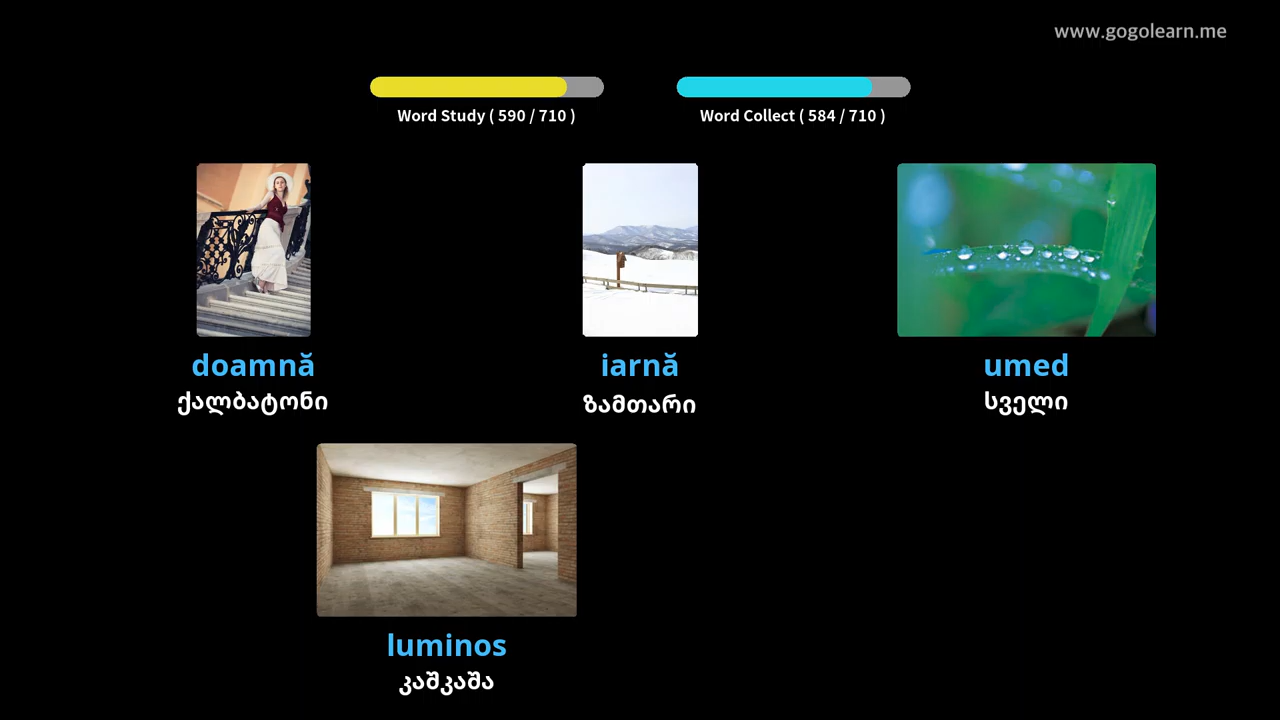 www.gogolearn.me
Word Study ( 590 / 710 )
Word Collect ( 584 / 710 )
doamnă
ქალბატონი
iarnă
ზამთარი
umed
სველი
luminos
კაშკაშა